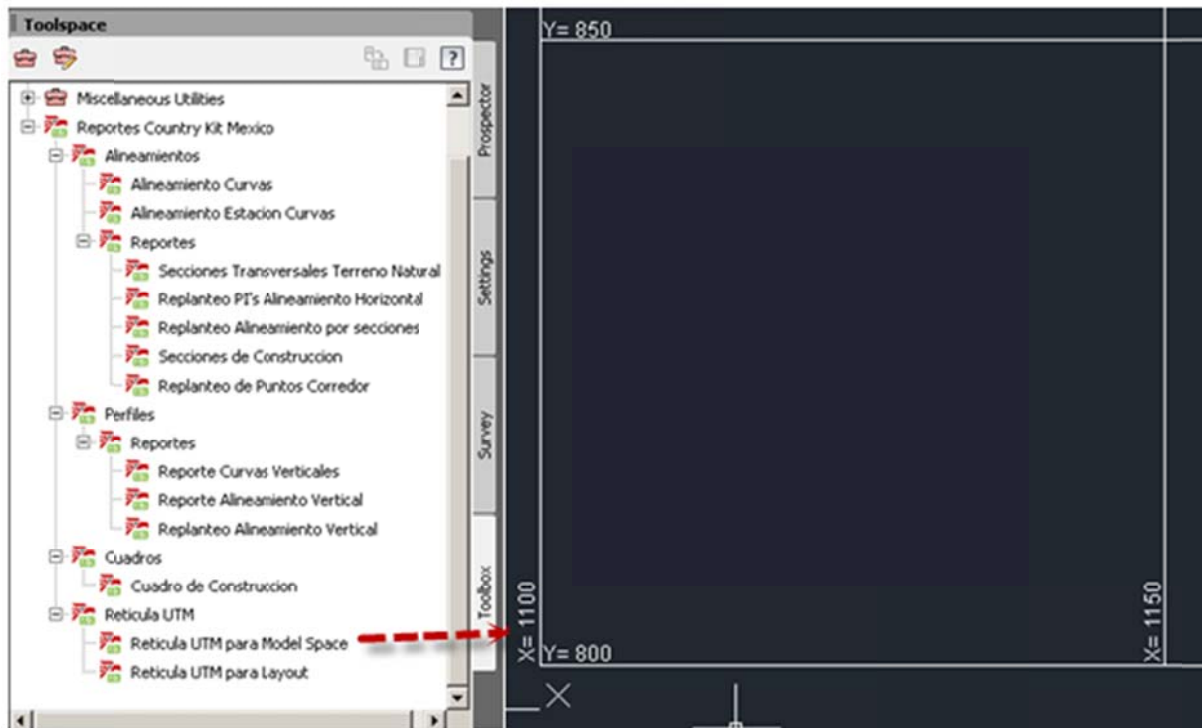 Toolspace
?
Miscellaneous Utilities
Reportes Country Kit Mexico
Alineamientos
Alineamiento Curvas
Alineamiento Estacion Curvas
Reportes
Secciones Transversales Terreno Natural
Replanteo PI's Alineamiento Horizontal
Replanteo Alineamiento por secciones
Secciones de Construccion
Replanteo de Puntos Corredor
Perfiles
Reportes
Reporte Curvas Verticales
Reporte Alineamiento Vertical
Replanteo Alineamiento Vertical
Cuadros
Cuadro de Construccion
Reticula UTM
Reticula UTM para Model Space
Reticula UTM para Layout
Prospector
Settings
Survey
Toolbox
Y= 850
X= 1100
Y= 800
X= 1150
X